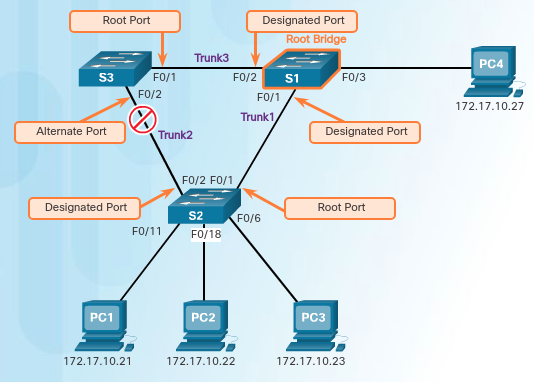 Root Port
Designated Port
Root Bridge
Trunk3
S3
F0/1
F0/2
S1
F0/3
PC4
F0/2
F0/1
172.17.10.27
Alternate Port
Trunk2
Trunk1
Designated Port
F0/2
F0/1
Designated Port
Root Port
S2
F0/6
F0/11
F0/18
PC1
PC2
PC3
172.17.10.21
172.17.10.22
172.17.10.23